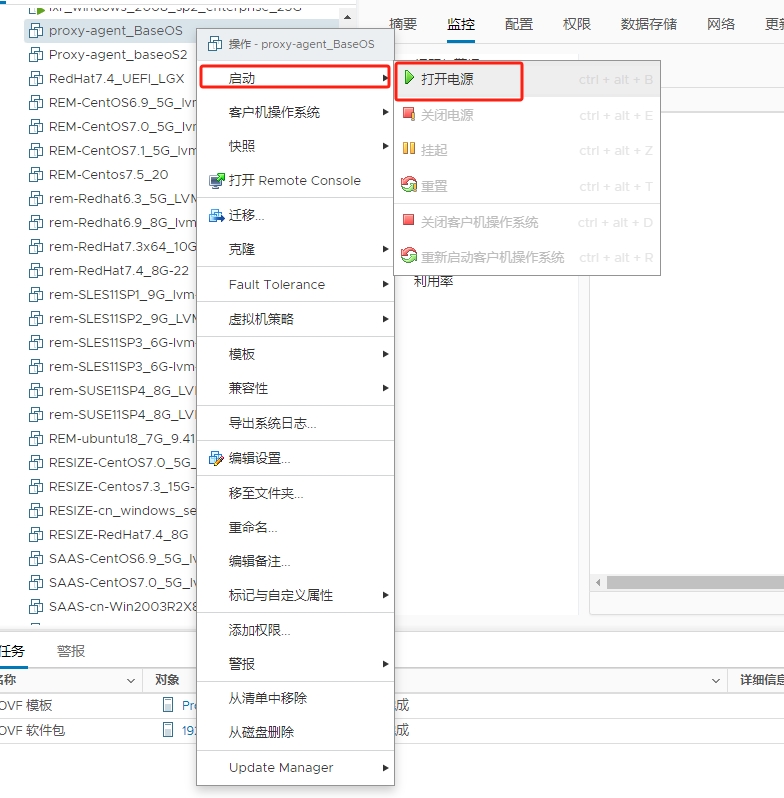 lxf_windows_2008_sp2_enterprise_25G
proxy-agent_BaseOS
Proxy-agent_baseoS2
RedHat7.4_UEFI_LGX
REM-CentOS6.9_5G_lvm
REM-CentOS7.0_5G_lvm
REM-CentOS7.1_5G_lvm
REM-Centos7.5_20
rem-Redhat6.3_5G_LVM
rem-Redhat6.9_8G_lvm
rem-RedHat7.3x64_10G
rem-RedHat7.4_8G-22
rem-SLES11SP1_9G_lvm-
rem-SLES11SP2_9G_LVM
rem-SLES11SP3_6G-lvm-
rem-SLES11SP3_6G-lvm-
rem-SUSE11SP4_8G_LV
rem-SUSE11SP4_8G_LV
REM-ubuntu18_7G_9.41
RESIZE-CentOS7.0_5G_
RESIZE-Centos7.3_15G-
RESIZE-cn_windows_se
RESIZE-RedHat7.4_8G
SAAS-CentOS6.9_5G_lv
SAAS-CentOS7.0_5G_lv
SAAS-cn-Win2003R2X8
操作 - proxy-agent_BaseOS
启动
客户机操作系统
快照
打开 Remote Console
迁移...
克隆
Fault Tolerance
虚拟机策略
模板
兼容性
导出系统日志...
编辑设置...
移至文件夹...
重命名...
编辑备注...
标记与自定义属性
添加权限...
警报
从清单中移除
从磁盘删除
Update Manager
摘要 监控 配置 权限 数据存储 网络 更新
打开电源 ctrl + alt + B
关闭电源 ctrl + alt + E
挂起 ctrl + alt + Z
重置 ctrl + alt + T
关闭客户机操作系统 ctrl + alt + D
重新启动客户机操作系统 ctrl + alt + R
利用率
任务 警报
名称 对象 详细信息
OVF 模板 Pr 成
OVF 软件包 19 成